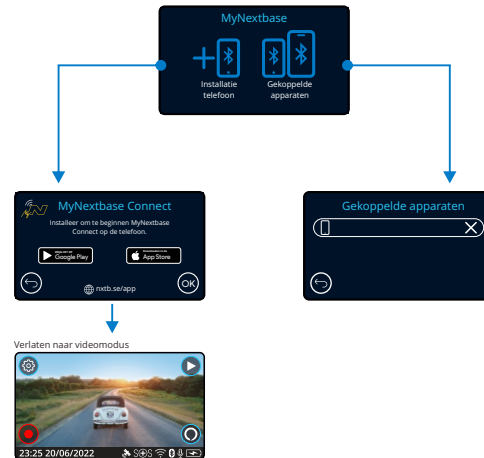 MyNextbase
Installatie
telefoon
Gekoppelde
apparaten
MyNextbase Connect
Installeer om te beginnen MyNextbase
Connect op de telefoon.
Google Play
App Store
nxtb.se/app
OK
Gekoppelde apparaten
Verlaten naar videomodus
23:25 20/06/2022 SOS